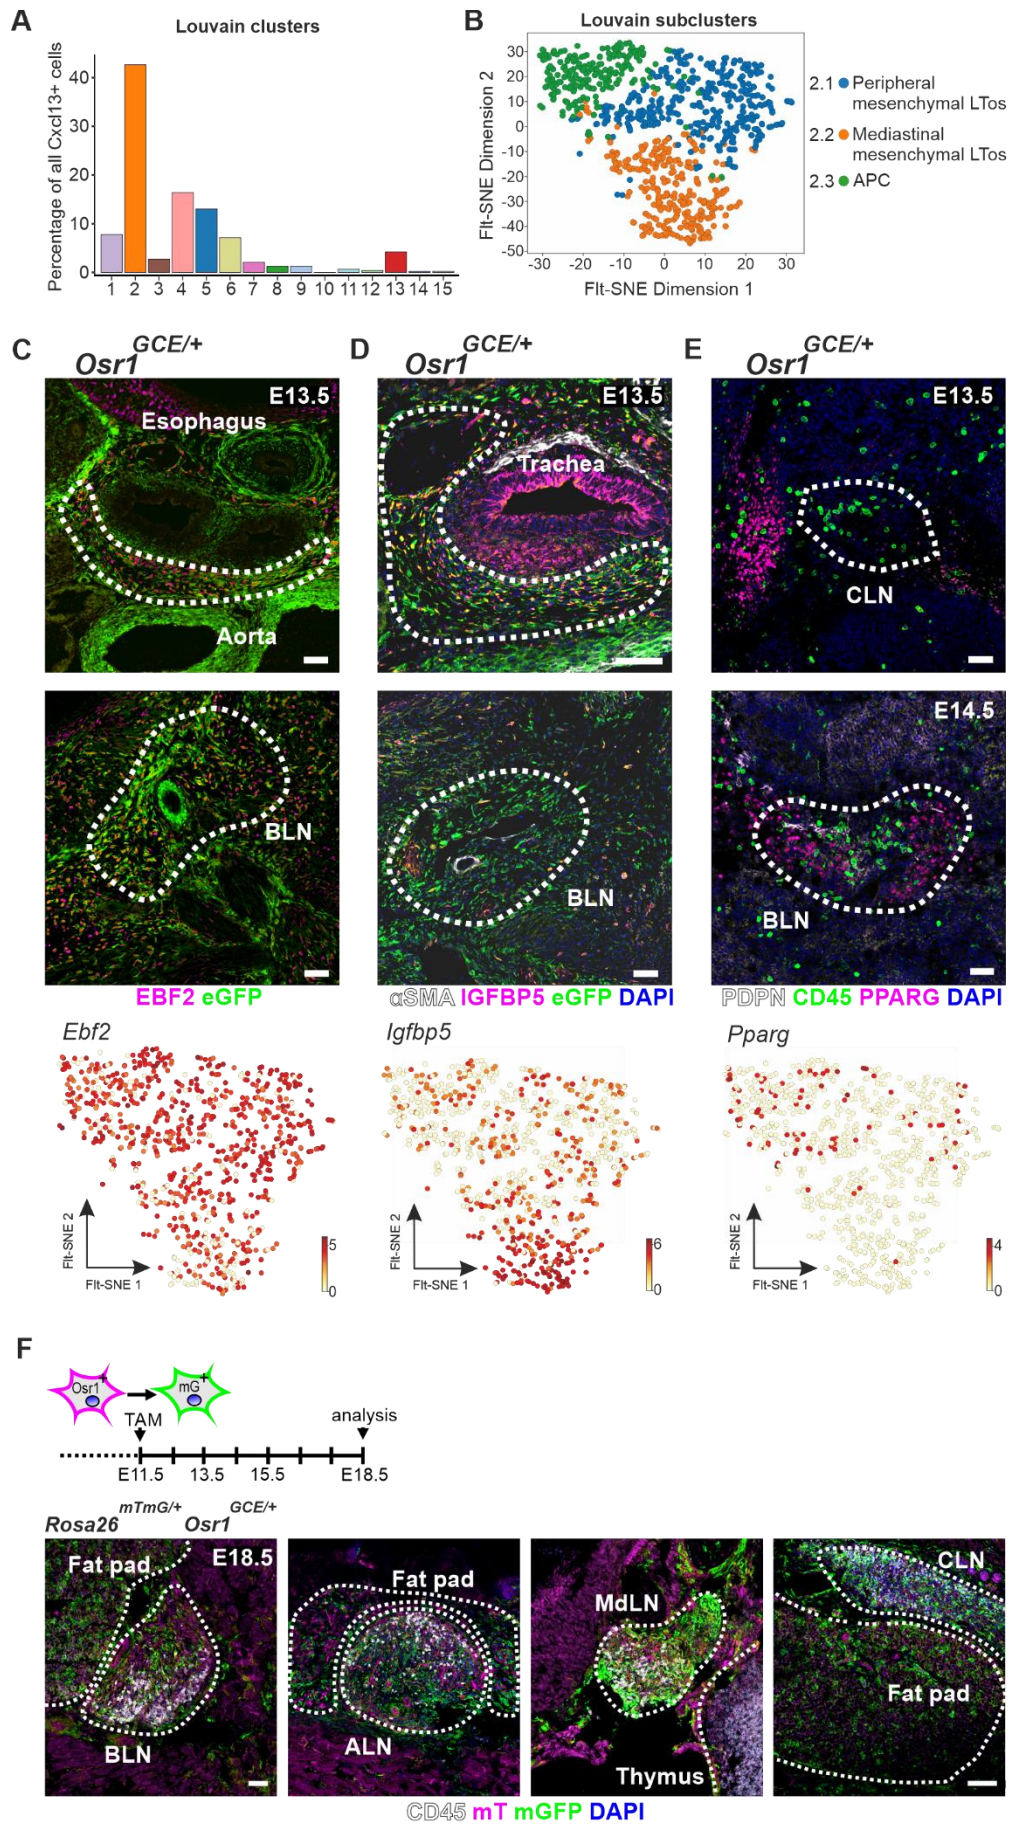 A
Louvain clusters
Percentage of all Cxcl13+ cells
40
30
20
10
0
1 2 3 4 5 6 7 8 9 10 11 12 13 14 15
B
Louvain subclusters
FIt-SNE Dimension 2
30
20
10
0
-10
-20
-30
-40
-50
-30 -20 -10 0 10 20 30
FIt-SNE Dimension 1
2.1 Peripheral
mesenchymal LTos
2.2 Mediastinal
mesenchymal LTos
2.3 APC
C
Osr1GCE/+
E13.5
Esophagus
Aorta
BLN
EBF2 eGFP
Ebf2
FIt-SNE 2
FIt-SNE 1
5
0
D
Osr1GCE/+
E13.5
Trachea
BLN
αSMA IGFBP5 eGFP DAPI
Igfbp5
FIt-SNE 2
FIt-SNE 1
6
0
E
Osr1GCE/+
E13.5
CLN
E14.5
BLN
PDPN CD45 PPARG DAPI
Pparg
FIt-SNE 2
FIt-SNE 1
4
0
F
Osr1+
mG+
TAM
analysis
E11.5 13.5 15.5 E18.5
Rosa26mTmG/+ Osr1GCE/+
Fat pad
E18.5
BLN
Fat pad
ALN
MdLN
Thymus
CLN
Fat pad
CD45 mT mGFP DAPI